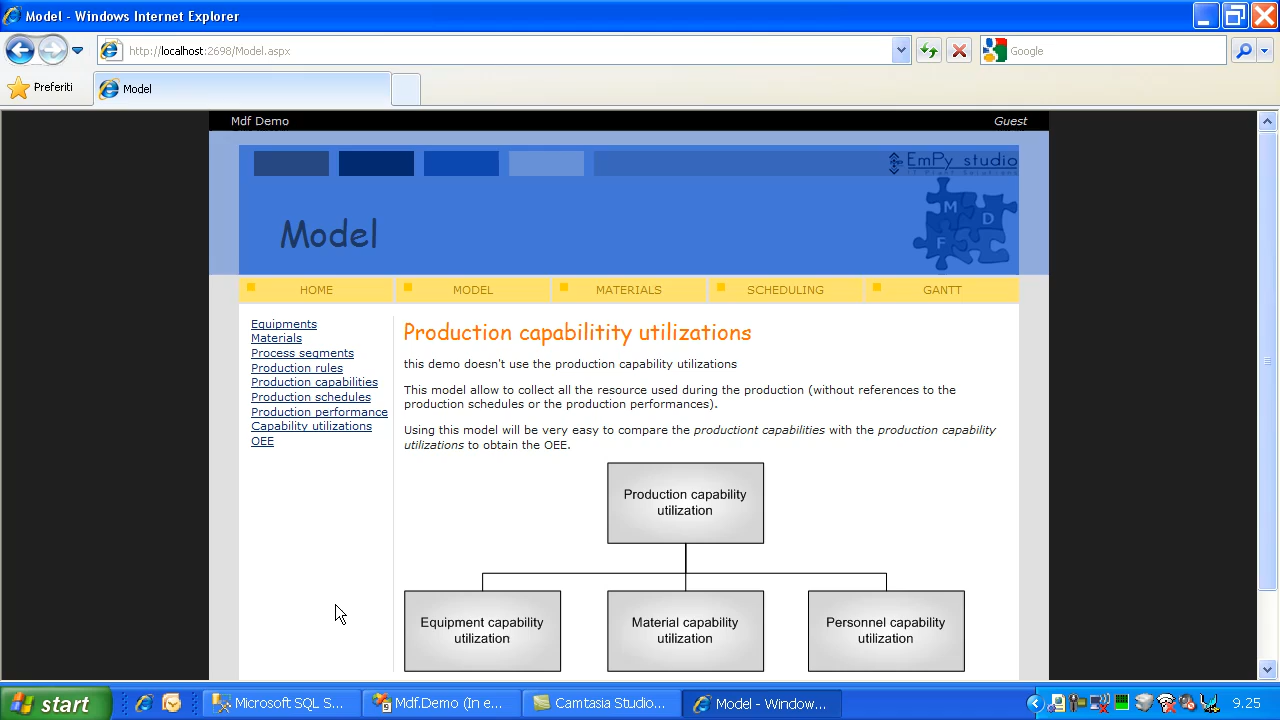 Model - Windows Internet Explorer
http://localhost:2698/Model.aspx
Google
Preferiti
Model
Mdf Demo
Guest
EmPy studio
M
D
F
Model
HOME
MODEL
MATERIALS
SCHEDULING
GANTT
Equipments
Materials
Process segments
Production rules
Production capabilities
Production schedules
Production performance
Capability utilizations
OEE
Production capabilitity utilizations
this demo doesn't use the production capability utilizations
This model allow to collect all the resource used during the production (without references to the
production schedules or the production performances).
Using this model will be very easy to compare the productiont capabilities with the production capability
utilizations to obtain the OEE.
Production capability
utilization
Equipment capability
utilization
Material capability
utilization
Personnel capability
utilization
start
Microsoft SQL S...
Mdf.Demo (In e...
Camtasia Studio...
Model - Window...
9.25